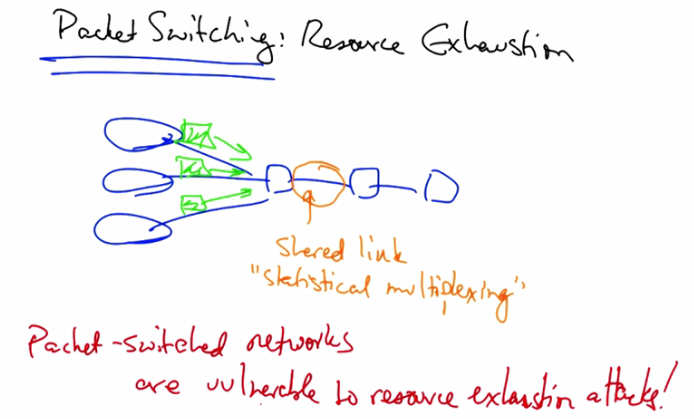 Packet Switching: Resource Exhaustion
Shared link
"statistical multiplexing"
Packet-switched networks
are vulnerable to resource exhaustion attacks!